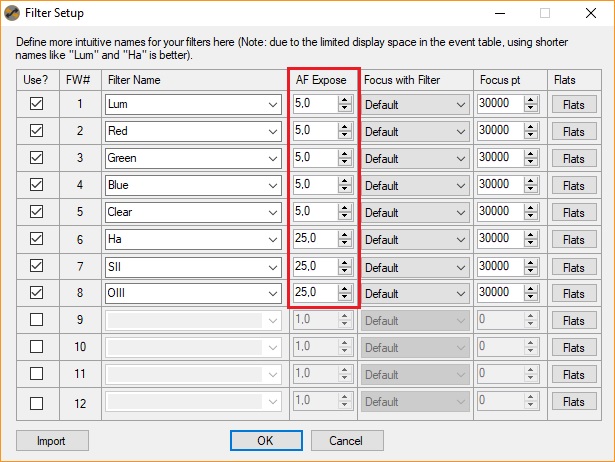 Filter Setup
Define more intuitive names for your filters here (Note: due to the limited display space in the event table, using shorter
names like "Lum" and "Ha" is better).
Use? FW# Filter Name AF Expose Focus with Filter Focus pt Flats
1 Lum 5,0 Default 30000 Flats
2 Red 5,0 Default 30000 Flats
3 Green 5,0 Default 30000 Flats
4 Blue 5,0 Default 30000 Flats
5 Clear 5,0 Default 30000 Flats
6 Ha 25,0 Default 30000 Flats
7 SII 25,0 Default 30000 Flats
8 OIII 25,0 Default 30000 Flats
9 1,0 Default 0 Flats
10 1,0 Default 0 Flats
11 1,0 Default 0 Flats
12 1,0 Default 0 Flats
Import OK Cancel